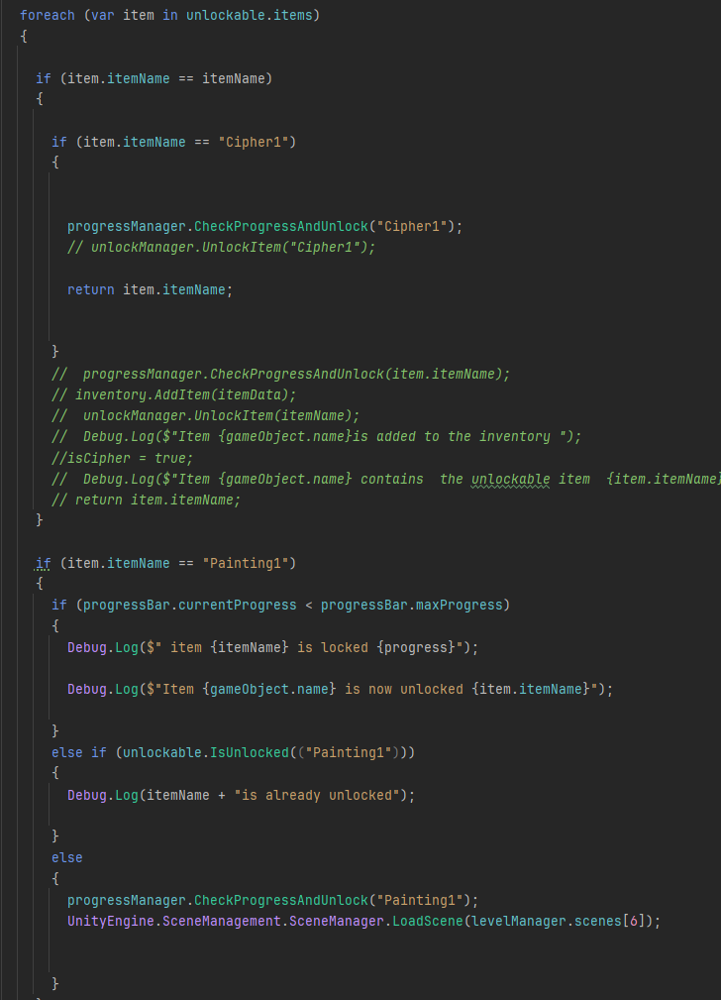 foreach (var item in unlockable.items)
{
if (item.itemName == itemName)
{
if (item.itemName == "Cipher1")
{
progressManager.CheckProgressAndUnlock("Cipher1");
// unlockManager.UnlockItem("Cipher1");
return item.itemName;
}
//  progressManager.CheckProgressAndUnlock(item.itemName);
// inventory.AddItem(itemData);
//  unlockManager.UnlockItem(itemName);
//  Debug.Log($"Item {gameObject.name}is added to the inventory ");
//isCipher = true;
//  Debug.Log($"Item {gameObject.name} contains  the unlockable item  {item.itemName}
// return item.itemName;
}
if (item.itemName == "Painting1")
{
if (progressBar.currentProgress < progressBar.maxProgress)
{
Debug.Log($" item {itemName} is locked {progress}");
Debug.Log($"Item {gameObject.name} is now unlocked {item.itemName}");
}
else if (unlockable.IsUnlocked(("Painting1")))
{
Debug.Log(itemName + "is already unlocked");
}
else
{
progressManager.CheckProgressAndUnlock("Painting1");
UnityEngine.SceneManagement.SceneManager.LoadScene(levelManager.scenes[6]);
}
}